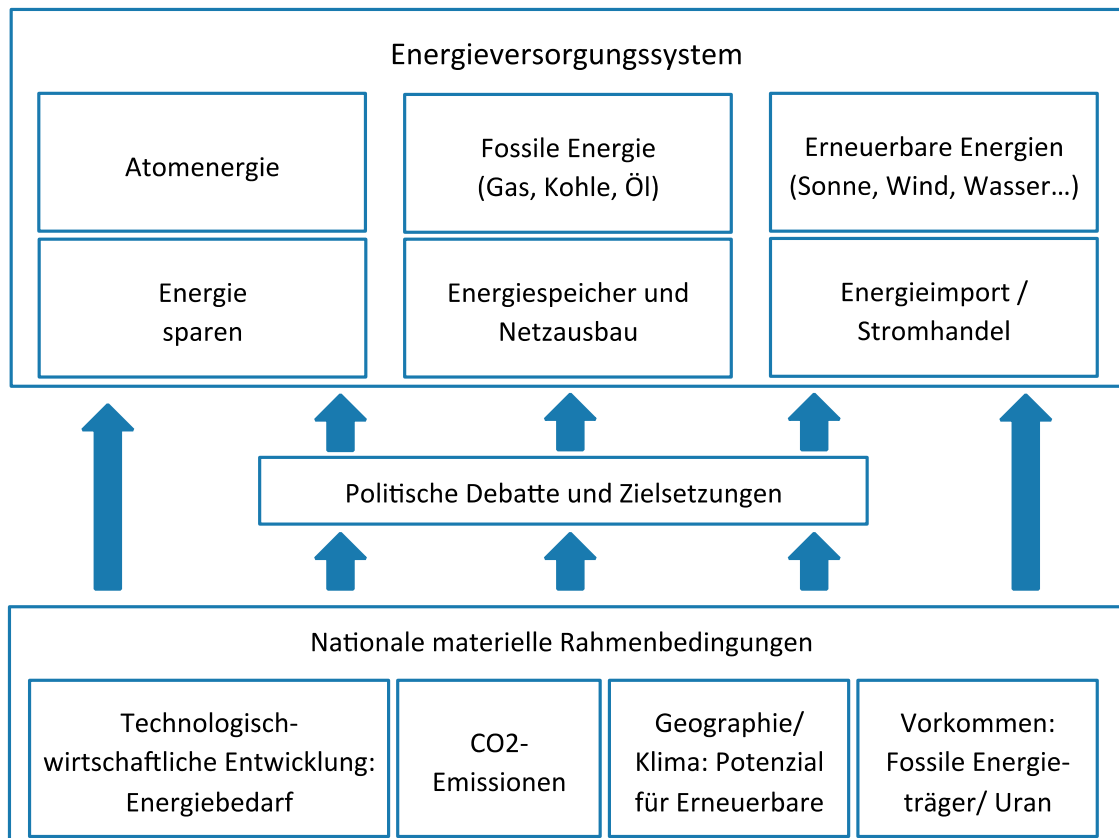 Energieversorgungssystem
Atomenergie
Fossile Energie
(Gas, Kohle, Öl)
Erneuerbare Energien
(Sonne, Wind, Wasser…)
Energie
sparen
Energiespeicher und
Netzausbau
Energieimport /
Stromhandel
Politische Debatte und Zielsetzungen
Nationale materielle Rahmenbedingungen
Technologisch-
wirtschaftliche Entwicklung:
Energiebedarf
CO2-
Emissionen
Geographie/
Klima: Potenzial
für Erneuerbare
Vorkommen:
Fossile Energie-
träger/ Uran